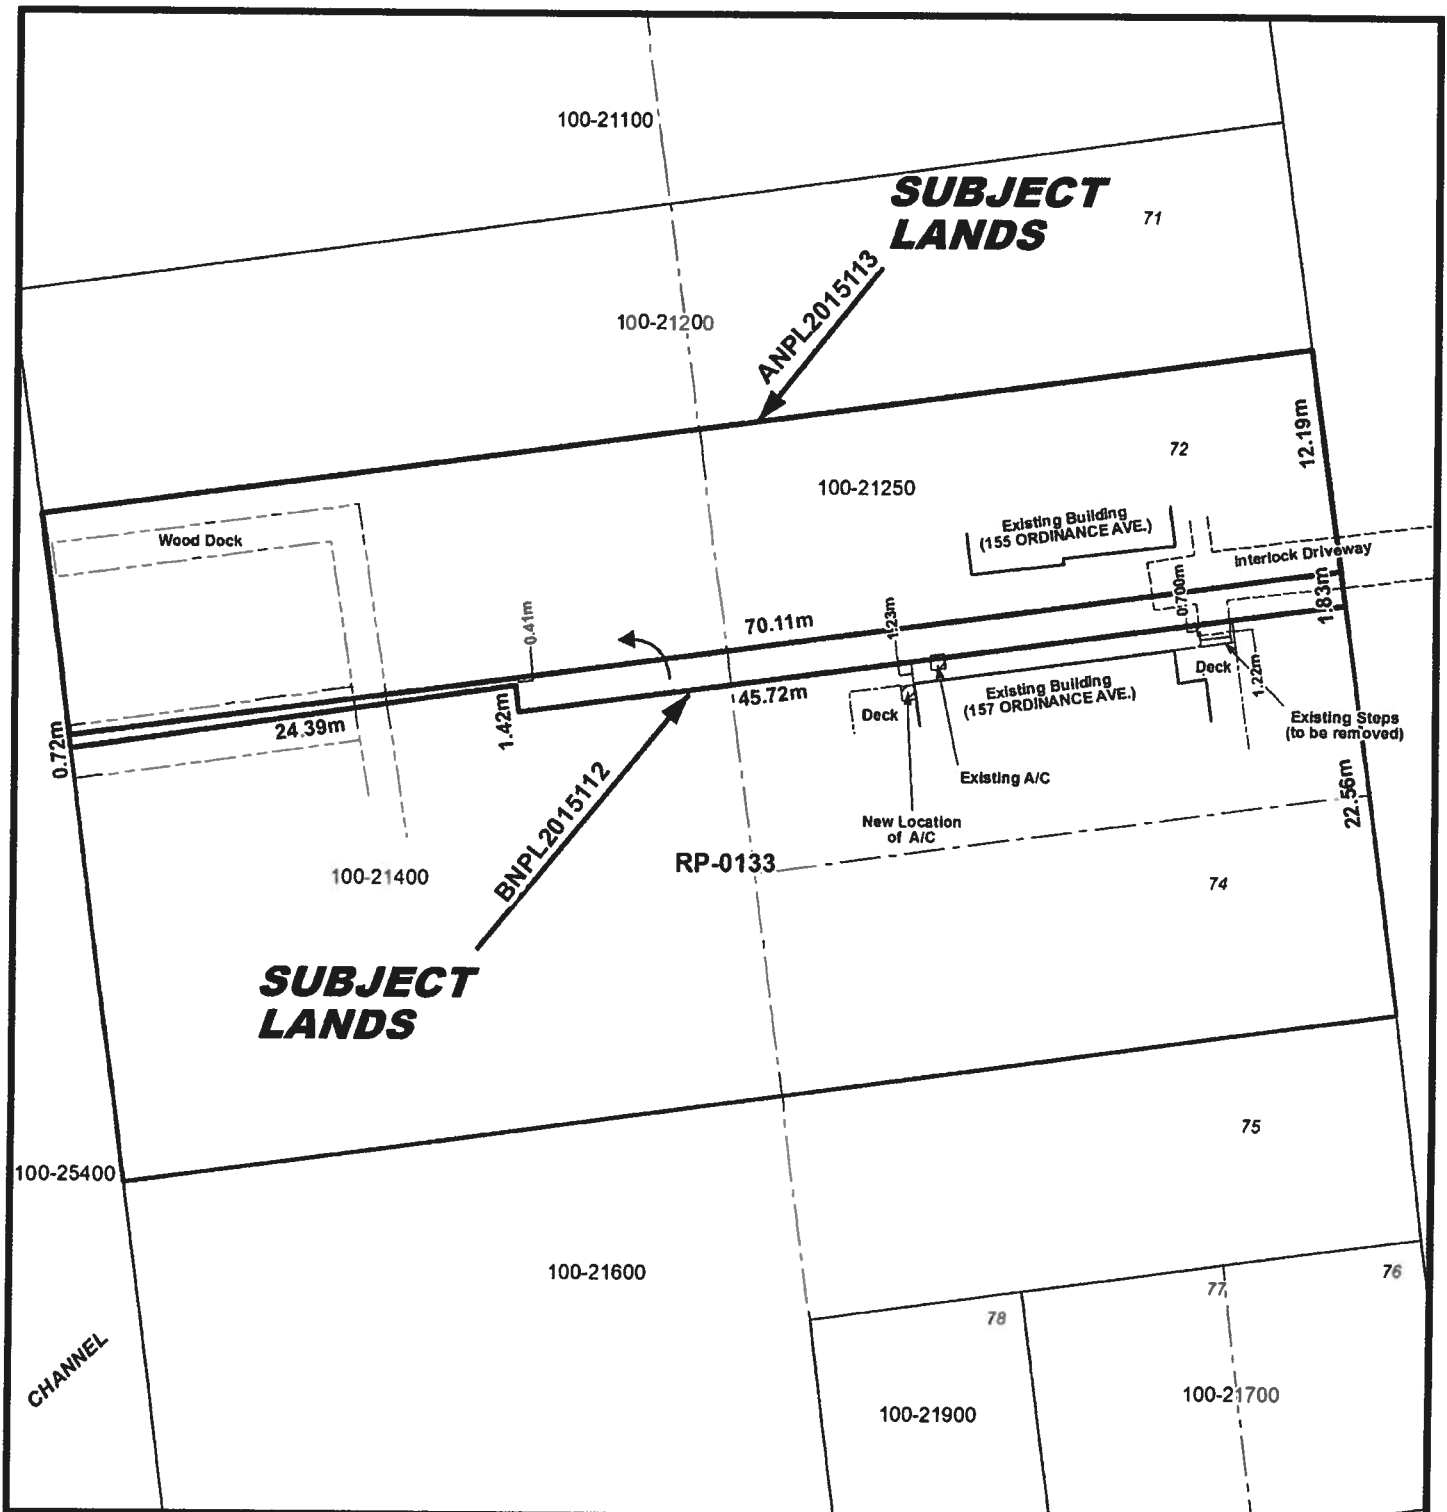 100-21100
SUBJECT
LANDS
71
ANPL2015113
100-21200
12.19m
72
100-21250
Existing Building
(155 ORDINANCE AVE.)
Wood Dock
Interlock Driveway
0.700m
1.83m
1.23m
0.41m
70.11m
45.72m
Deck
1.22m
Existing Building
(157 ORDINANCE AVE.)
Deck
24.39m
1.42m
0.72m
Existing Steps
(to be removed)
Existing A/C
22.56m
New Location
of A/C
BNPL2015112
RP-0133
100-21400
74
SUBJECT
LANDS
75
100-25400
100-21600
76
77
78
CHANNEL
100-21700
100-21900